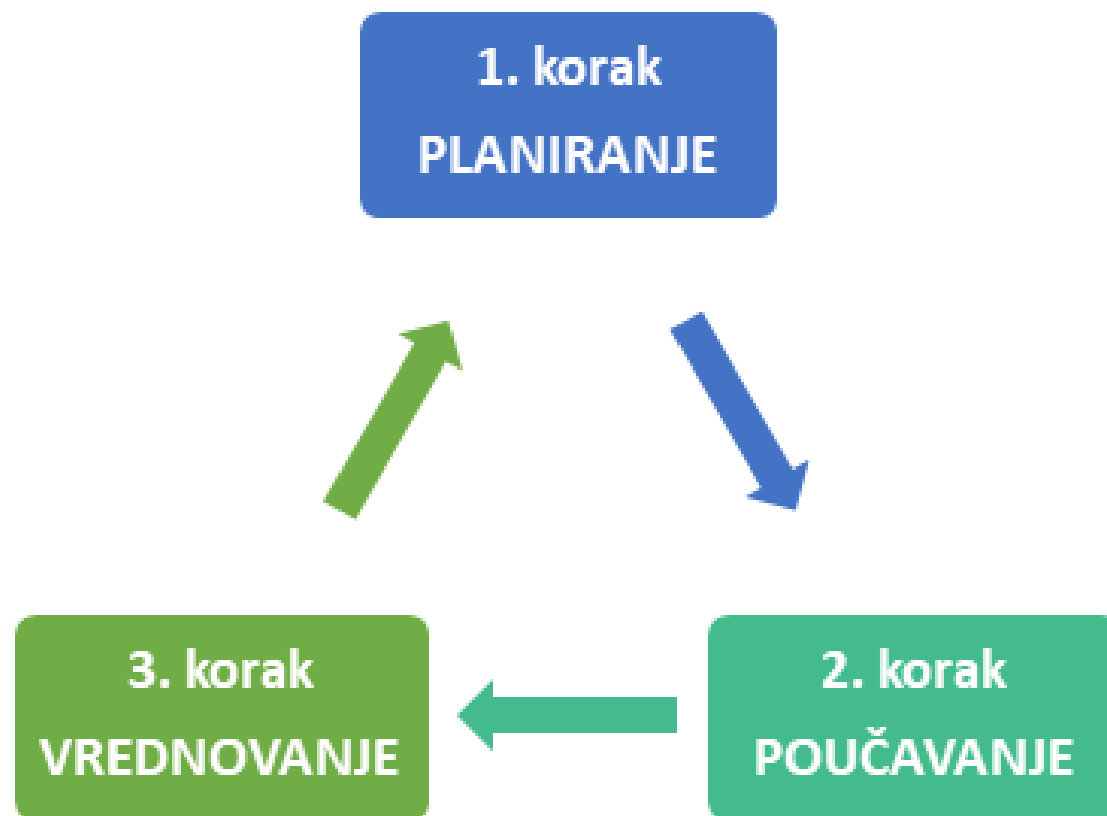 1. korak
PLANIRANJE
2. korak
POUČAVANJE
3. korak
VREDNOVANJE